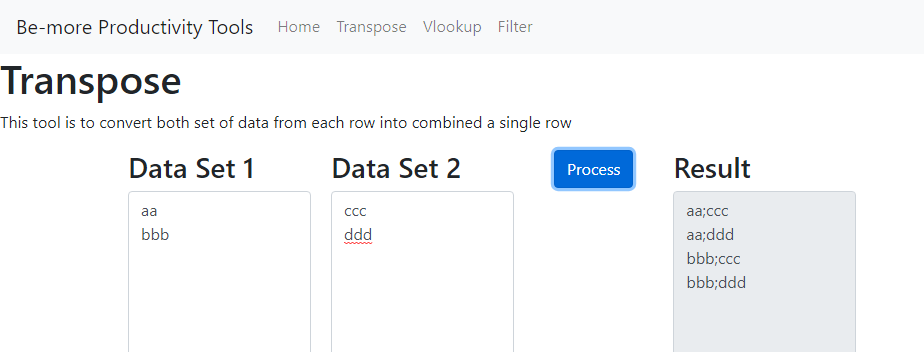 Be-more Productivity Tools Home Transpose Vlookup Filter
Transpose
This tool is to convert both set of data from each row into combined a single row
Data Set 1
aa
bbb
Data Set 2
ccc
ddd
Process
Result
aa;ccc
aa;ddd
bbb;ccc
bbb;ddd